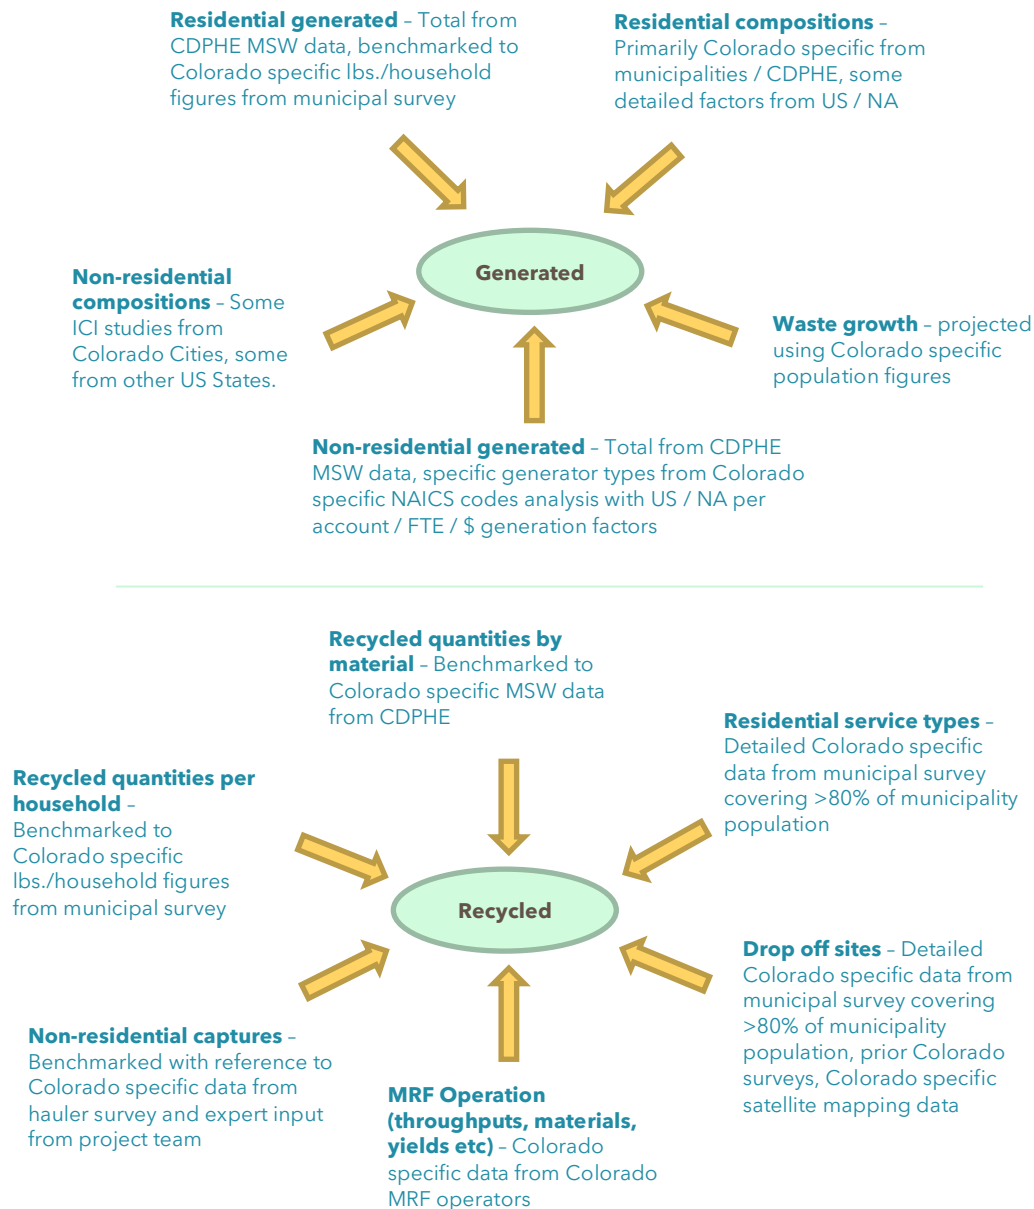 Residential generated – Total from
CDPHE MSW data, benchmarked to
Colorado specific lbs./household
figures from municipal survey
Residential compositions –
Primarily Colorado specific from
municipalities / CDPHE, some
detailed factors from US / NA
Generated
Non-residential
compositions – Some
ICI studies from
Colorado Cities, some
from other US States.
Waste growth – projected
using Colorado specific
population figures
Non-residential generated – Total from CDPHE
MSW data, specific generator types from Colorado
specific NAICS codes analysis with US / NA per
account / FTE / $ generation factors
Recycled quantities by
material – Benchmarked to
Colorado specific MSW data
from CDPHE
Residential service types –
Detailed Colorado specific
data from municipal survey
covering >80% of municipality
population
Recycled quantities per
household –
Benchmarked to
Colorado specific
lbs./household figures
from municipal survey
Recycled
Drop off sites – Detailed
Colorado specific data from
municipal survey covering
>80% of municipality
population, prior Colorado
surveys, Colorado specific
satellite mapping data
Non-residential captures –
Benchmarked with reference to
Colorado specific data from
hauler survey and expert input
from project team
MRF Operation
(throughputs, materials,
yields etc) – Colorado
specific data from Colorado
MRF operators